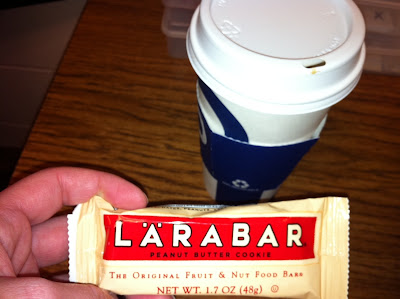 LÄRABAR
PEANUT BUTTER COOKIE
THE ORIGINAL FRUIT & NUT FOOD BARS
NET WT. 1.7 OZ (48g)